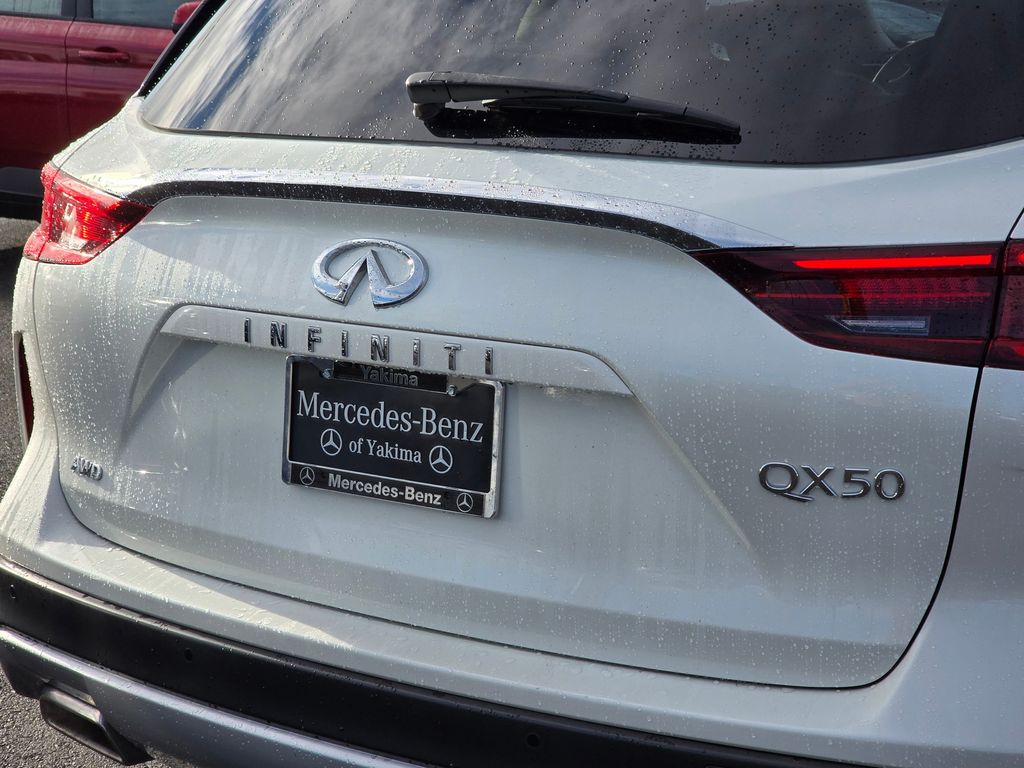 INFINITI
Yakima
Mercedes-Benz
of Yakima
Mercedes-Benz
AWD
QX50